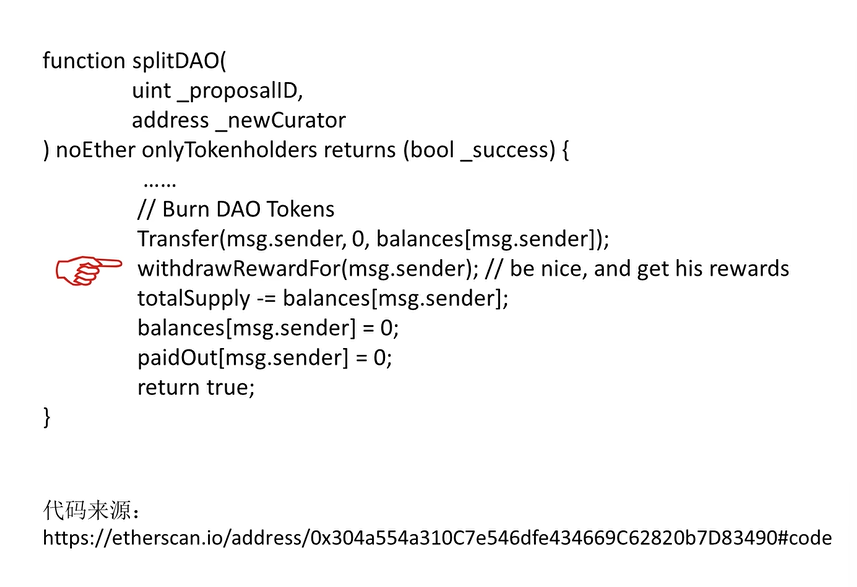 function splitDAO(
uint _proposalID,
address _newCurator
) noEther onlyTokenholders returns (bool _success) {
……
// Burn DAO Tokens
Transfer(msg.sender, 0, balances[msg.sender]);
withdrawRewardFor(msg.sender); // be nice, and get his rewards
totalSupply -= balances[msg.sender];
balances[msg.sender] = 0;
paidOut[msg.sender] = 0;
return true;
}
代码来源：
https://etherscan.io/address/0x304a554a310C7e546dfe434669C62820b7D83490#code